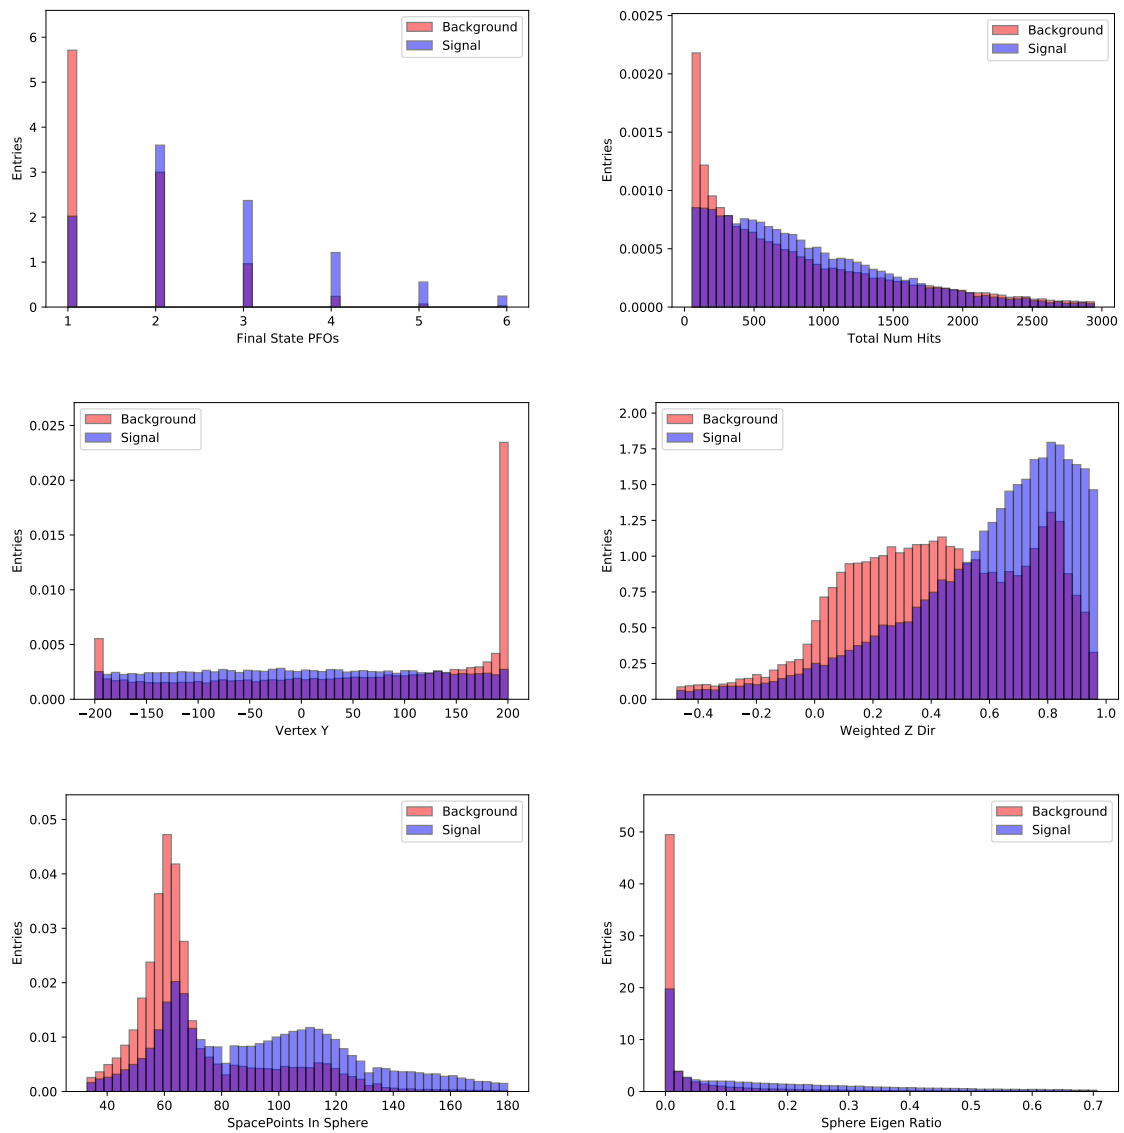 Background
Signal
6
5
4
3
2
1
0
Entries
1 2 3 4 5 6
Final State PFOs
Background
Signal
0.0025
0.0020
0.0015
0.0010
0.0005
0.0000
Entries
0 500 1000 1500 2000 2500 3000
Total Num Hits
Background
Signal
0.025
0.020
0.015
0.010
0.005
0.000
Entries
−200 −150 −100 −50 0 50 100 150 200
Vertex Y
Background
Signal
2.00
1.75
1.50
1.25
1.00
0.75
0.50
0.25
0.00
Entries
−0.4 −0.2 0.0 0.2 0.4 0.6 0.8 1.0
Weighted Z Dir
Background
Signal
0.05
0.04
0.03
0.02
0.01
0.00
Entries
40 60 80 100 120 140 160 180
SpacePoints In Sphere
Background
Signal
50
40
30
20
10
0
Entries
0.0 0.1 0.2 0.3 0.4 0.5 0.6 0.7
Sphere Eigen Ratio